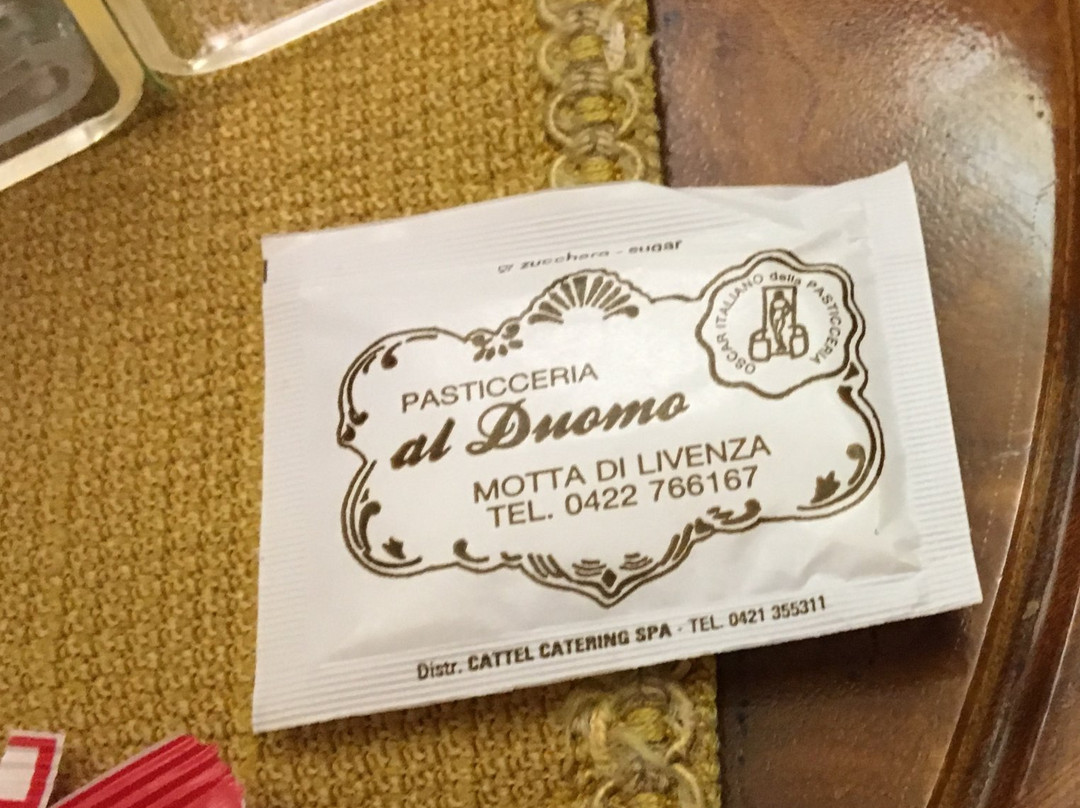 gr zucchero - sugar
OSCAR ITALIANO della PASTICCERIA
PASTICCERIA
al Duomo
MOTTA DI LIVENZA
TEL. 0422 766167
Distr. CATTEL CATERING SPA - TEL. 0421 355311